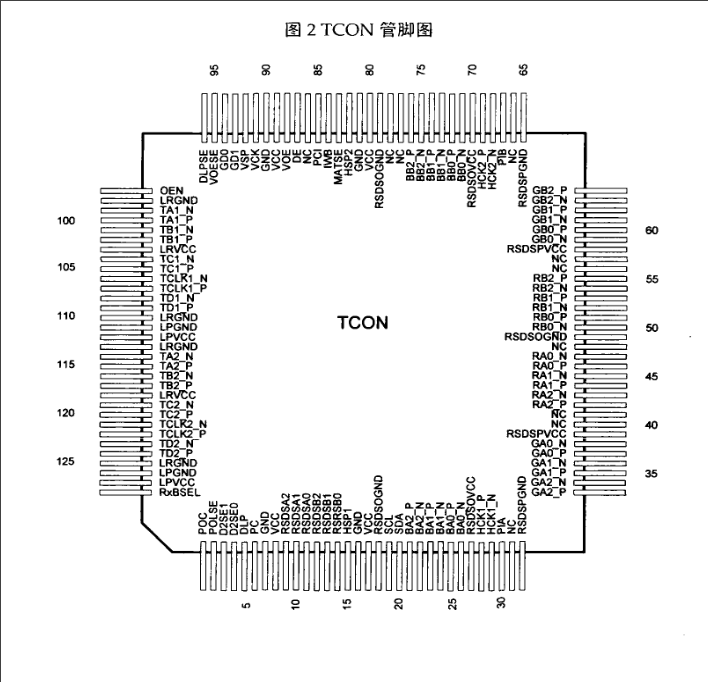 图 2 TCON 管脚图
95
90
85
80
75
70
65
DLPSE
VOESE
GD0
GD1
VSP
VCK
GND
VCC
VOE
DE
NC
PCI
IWB
MATSE
HSP2
GND
VCC
RSDSOGND
NC
NC
BB2_P
BB2_N
BB1_P
BB1_N
BB0_P
BB0_N
RSDSOVCC
HCK2_P
HCK2_N
PIB
NC
RSDSPGND
OEN
LRGND
TA1_N
100
TA1_P
TB1_N
TB1_P
LRVCC
TC1_N
105
TC1_P
TCLK1_N
TCLK1_P
TD1_N
TD1_P
110
LRGND
LPGND
LPVCC
LRGND
TA2_N
115
TA2_P
TB2_N
TB2_P
LRVCC
TC2_N
120
TC2_P
TCLK2_N
TCLK2_P
TD2_N
TD2_P
125
LRGND
LPGND
LPVCC
RxBSEL
TCON
GB2_P
GB2_N
GB1_P
GB1_N
GB0_P
60
GB0_N
RSDSPVCC
NC
NC
RB2_P
55
RB2_N
RB1_P
RB1_N
RB0_P
RB0_N
50
RSDSOGND
NC
RA0_N
RA0_P
RA1_N
45
RA1_P
RA2_N
RA2_P
NC
NC
40
RSDSPVCC
GA0_N
GA0_P
GA1_N
GA1_P
35
GA2_N
GA2_P
POC
POLSE
D2SE1
D2SE0
DLP
PC
GND
VCC
RSDSA2
RSDSA1
RSDSA0
RSDSB2
RSDSB1
RSRSB0
HSP1
GND
VCC
RSDSOGND
SCL
SDA
BA2_P
BA2_N
BA1_P
BA1_N
BA0_P
BA0_N
RSDSOVCC
HCK1_P
HCK1_N
PIA
NC
RSDSPGND
5
10
15
20
25
30